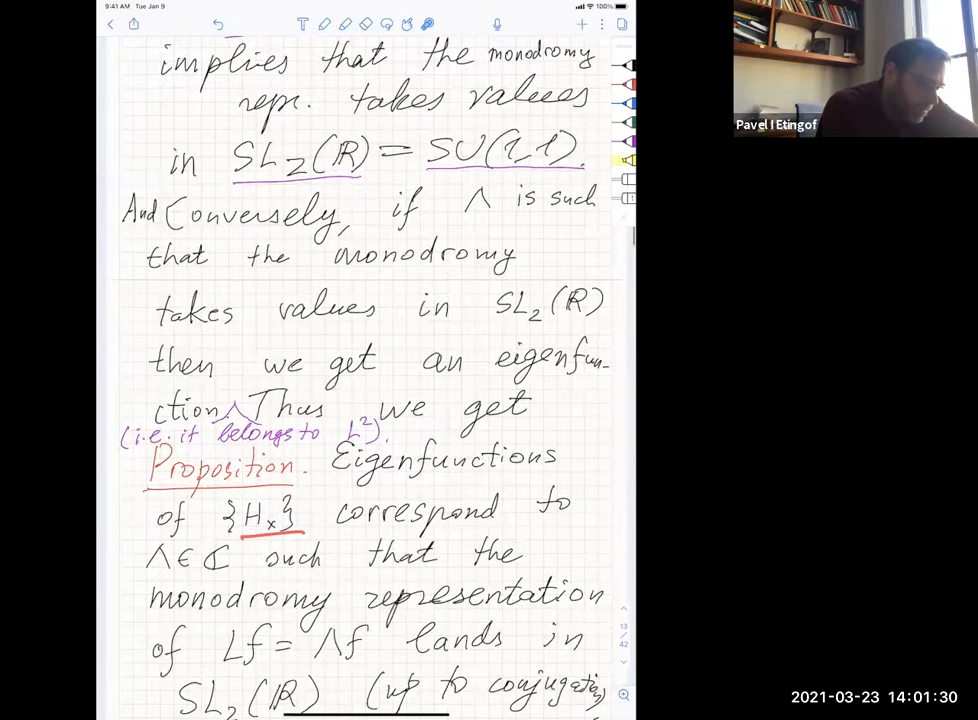 9:41 AM Tue Jan 9
100%
implies that the monodromy
repr. takes values
in SL₂(ℝ) = SU(1,1).
And Conversely, if Λ is such
that the monodromy
takes values in SL₂(ℝ)
then we get an eigenfun-
ction. Thus we get
(i.e. it belongs to L²).
Proposition. Eigenfunctions
of {Hₓ} correspond to
Λ ∈ ℂ such that the
monodromy representation
of Lf = Λf lands in
SL₂(ℝ) (up to conjugation)
13
/
42
Pavel I Etingof
2021-03-23 14:01:30